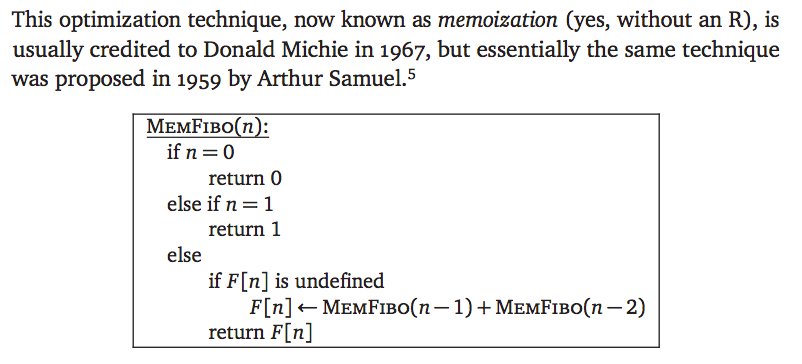 This optimization technique, now known as memoization (yes, without an R), is
usually credited to Donald Michie in 1967, but essentially the same technique
was proposed in 1959 by Arthur Samuel.5
MEMFIBO(n):
if n = 0
return 0
else if n = 1
return 1
else
if F[n] is undefined
F[n] ← MEMFIBO(n − 1) + MEMFIBO(n − 2)
return F[n]